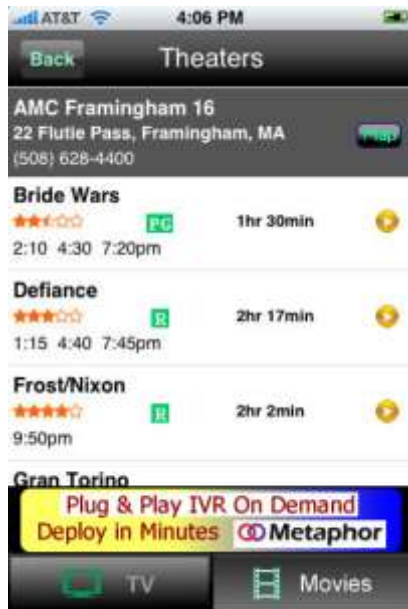 AT&T 4:06 PM
Back Theaters
AMC Framingham 16
22 Flutie Pass, Framingham, MA
Map
(508) 628-4400
Bride Wars
PG 1hr 30min
2:10 4:30 7:20pm
Defiance
R 2hr 17min
1:15 4:40 7:45pm
Frost/Nixon
R 2hr 2min
9:50pm
Gran Torino
Plug & Play IVR On Demand
Deploy in Minutes Metaphor
TV Movies